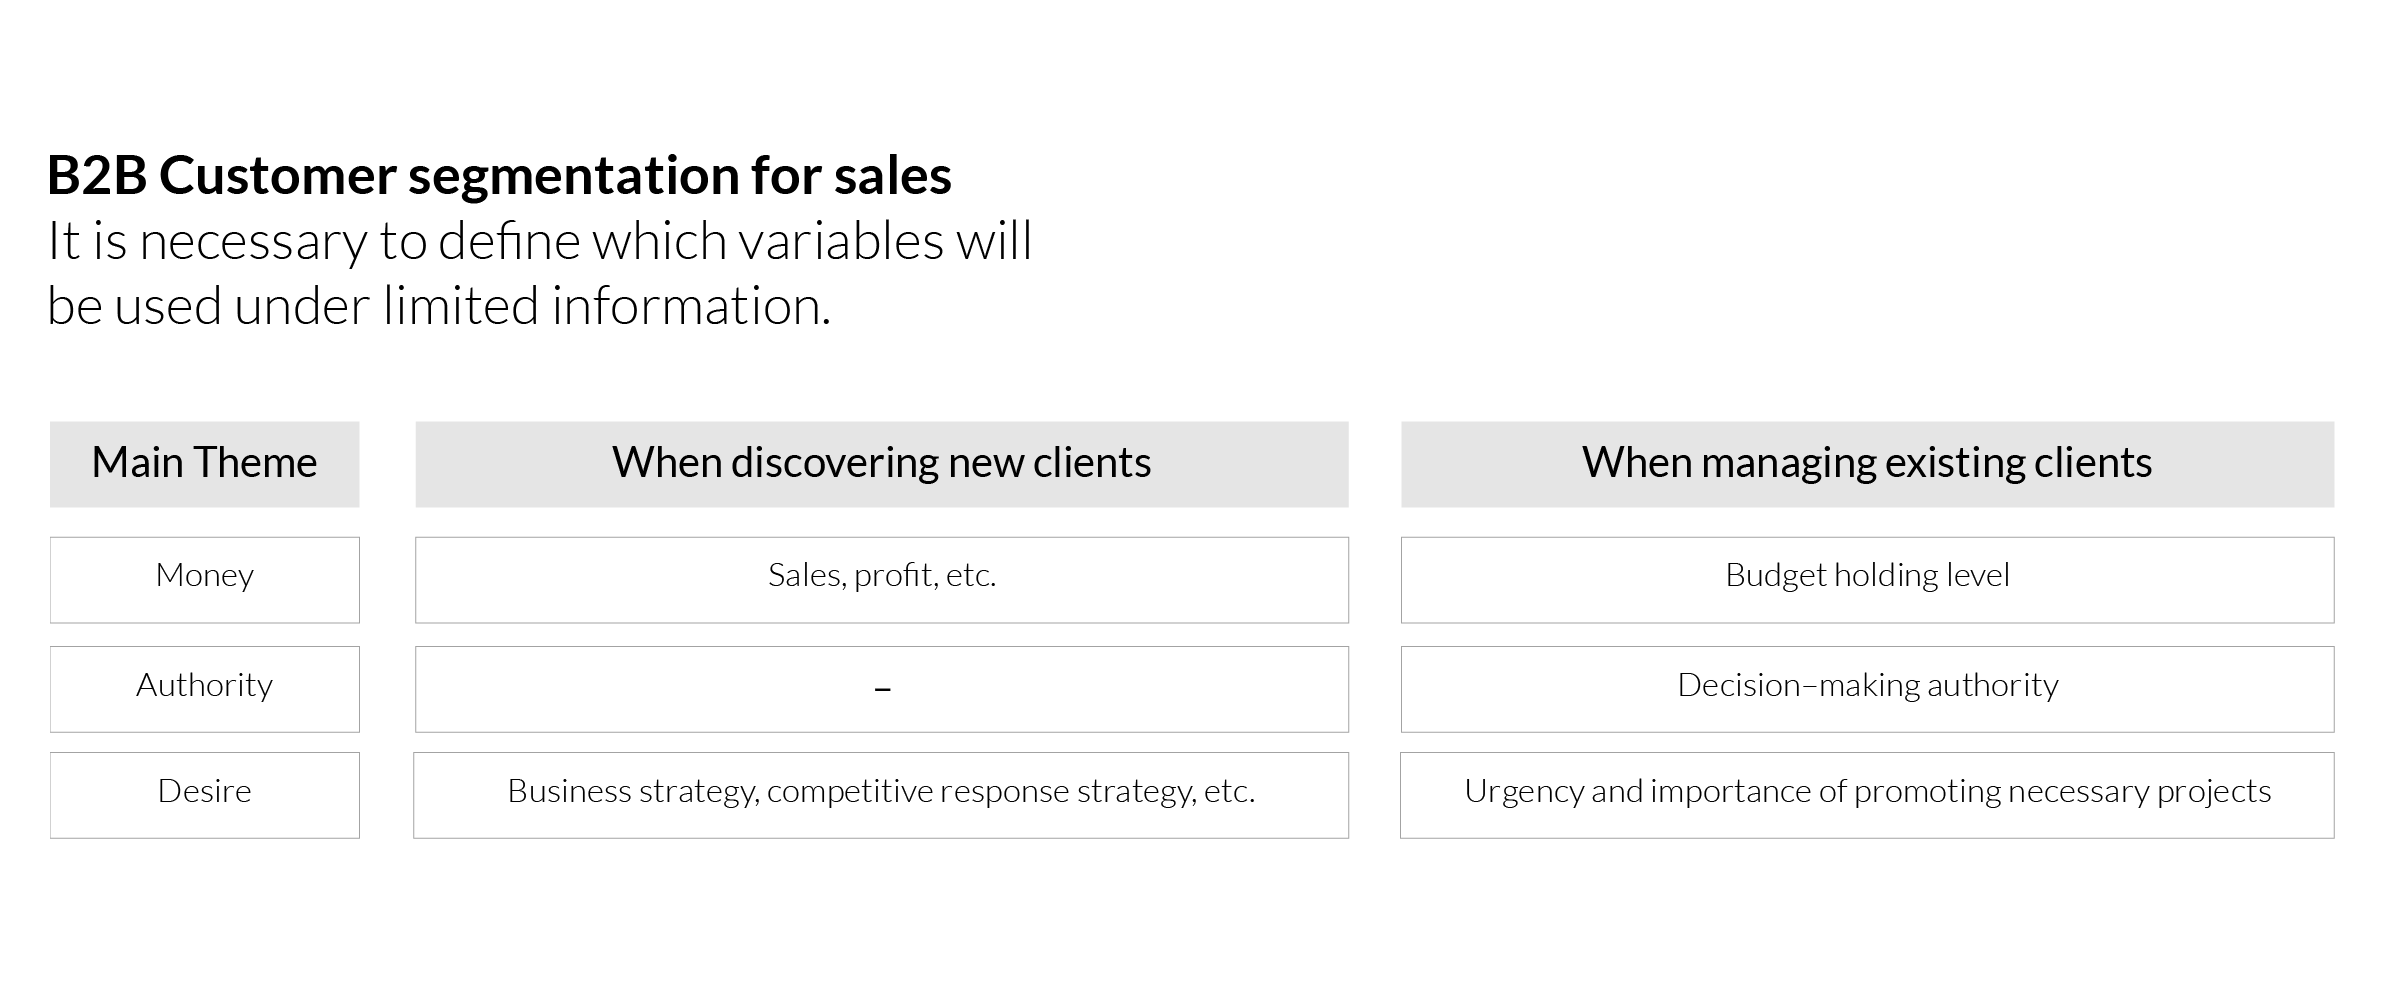 B2B Customer segmentation for sales
It is necessary to define which variables will
be used under limited information.
Main Theme
When discovering new clients
When managing existing clients
Money
Sales, profit, etc.
Budget holding level
Authority
–
Decision–making authority
Desire
Business strategy, competitive response strategy, etc.
Urgency and importance of promoting necessary projects